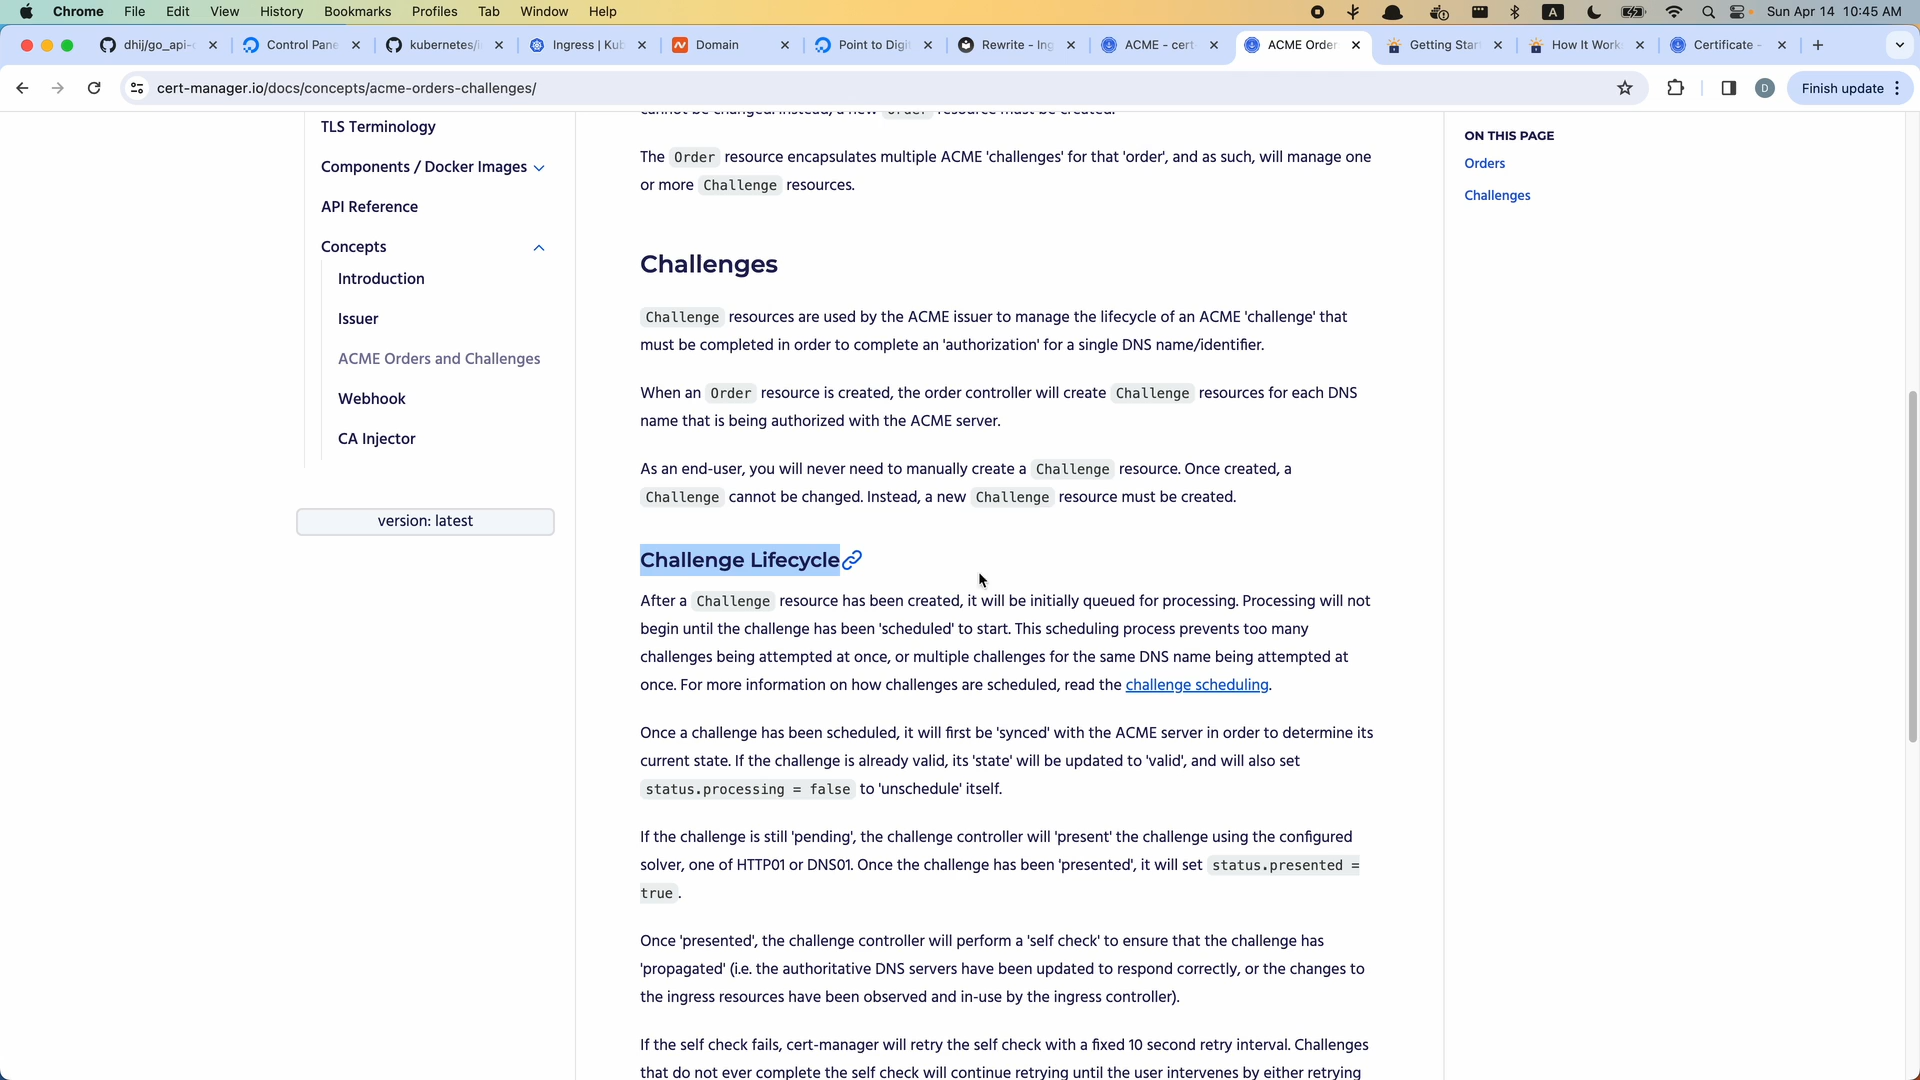 Chrome File Edit View History Bookmarks Profiles Tab Window Help A Sun Apr 14 10:45 AM
dhij/go_api- Control Pane kubernetes/i Ingress | Kub Domain Point to Digit Rewrite - Ing ACME - cert ACME Order Getting Star How It Work Certificate -
cert-manager.io/docs/concepts/acme-orders-challenges/ D Finish update
TLS Terminology
Components / Docker Images
API Reference
Concepts
Introduction
Issuer
ACME Orders and Challenges
Webhook
CA Injector
version: latest
cannot be changed. Instead, a new Order resource must be created.
The Order resource encapsulates multiple ACME 'challenges' for that 'order', and as such, will manage one
or more Challenge resources.
Challenges
Challenge resources are used by the ACME issuer to manage the lifecycle of an ACME 'challenge' that
must be completed in order to complete an 'authorization' for a single DNS name/identifier.
When an Order resource is created, the order controller will create Challenge resources for each DNS
name that is being authorized with the ACME server.
As an end-user, you will never need to manually create a Challenge resource. Once created, a
Challenge cannot be changed. Instead, a new Challenge resource must be created.
Challenge Lifecycle
After a Challenge resource has been created, it will be initially queued for processing. Processing will not
begin until the challenge has been 'scheduled' to start. This scheduling process prevents too many
challenges being attempted at once, or multiple challenges for the same DNS name being attempted at
once. For more information on how challenges are scheduled, read the challenge scheduling.
Once a challenge has been scheduled, it will first be 'synced' with the ACME server in order to determine its
current state. If the challenge is already valid, its 'state' will be updated to 'valid', and will also set
status.processing = false to 'unschedule' itself.
If the challenge is still 'pending', the challenge controller will 'present' the challenge using the configured
solver, one of HTTP01 or DNS01. Once the challenge has been 'presented', it will set status.presented =
true.
Once 'presented', the challenge controller will perform a 'self check' to ensure that the challenge has
'propagated' (i.e. the authoritative DNS servers have been updated to respond correctly, or the changes to
the ingress resources have been observed and in-use by the ingress controller).
If the self check fails, cert-manager will retry the self check with a fixed 10 second retry interval. Challenges
that do not ever complete the self check will continue retrying until the user intervenes by either retrying
ON THIS PAGE
Orders
Challenges